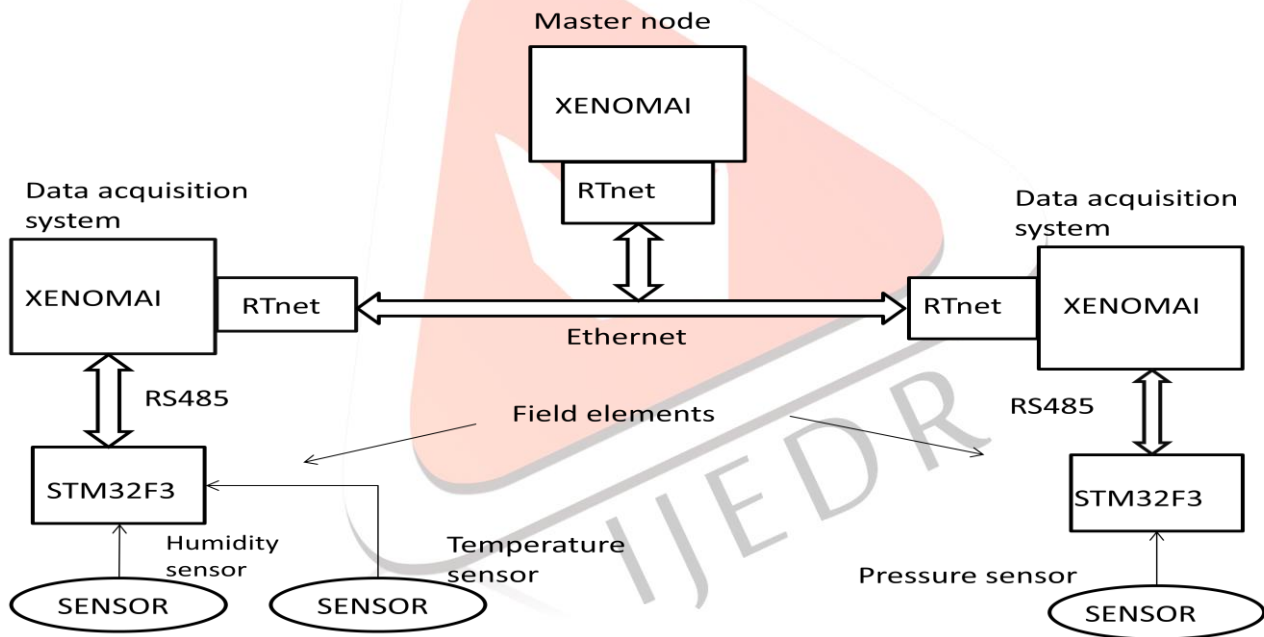 Master node
XENOMAI
RTnet
Data acquisition
system
XENOMAI
RTnet
Ethernet
Data acquisition
system
RTnet
XENOMAI
RS485
Field elements
RS485
STM32F3
STM32F3
Humidity
sensor
Temperature
sensor
Pressure sensor
SENSOR
SENSOR
SENSOR
IJEDR